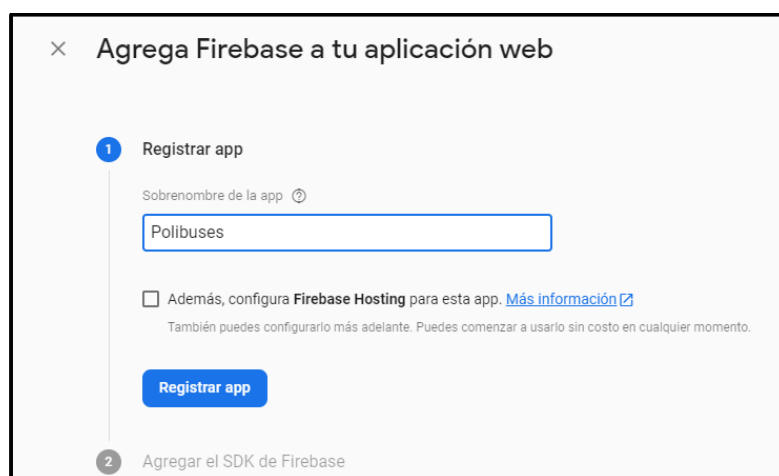 Agrega Firebase a tu aplicación web
1
Registrar app
Sobrenombre de la app
Polibuses
Además, configura Firebase Hosting para esta app. Más información
También puedes configurarlo más adelante. Puedes comenzar a usarlo sin costo en cualquier momento.
Registrar app
2
Agregar el SDK de Firebase